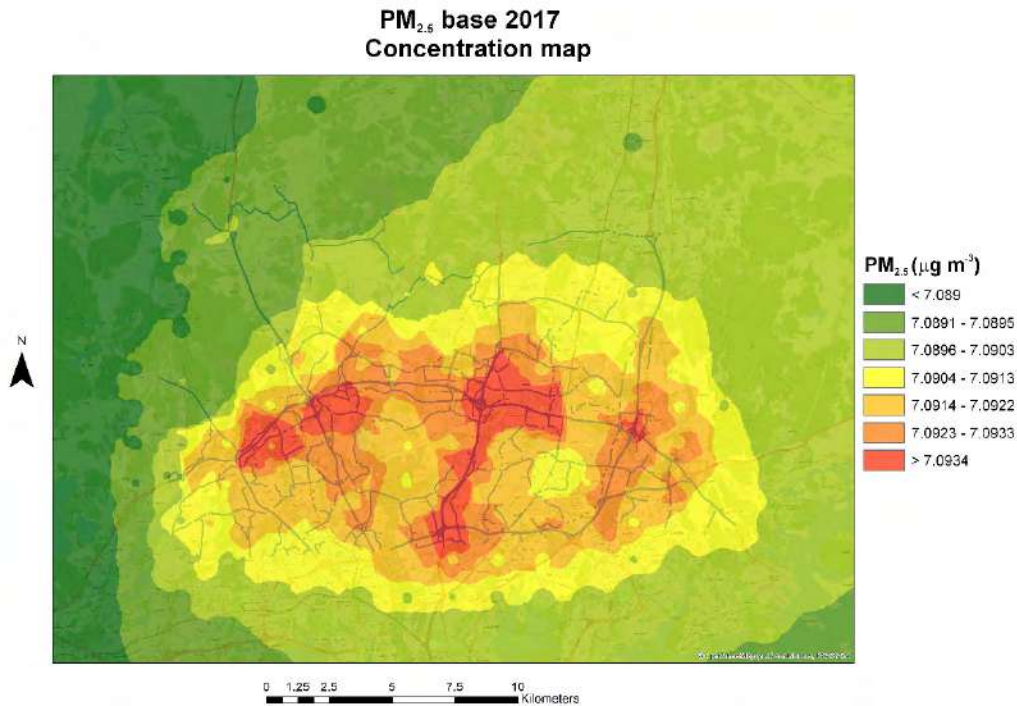 PM2.5 base 2017
Concentration map
PM2.5 (μg m-3)
< 7.089
7.0891 - 7.0895
7.0896 - 7.0903
7.0904 - 7.0913
7.0914 - 7.0922
7.0923 - 7.0933
> 7.0934
N
0 1.25 2.5 5 7.5 10
Kilometers